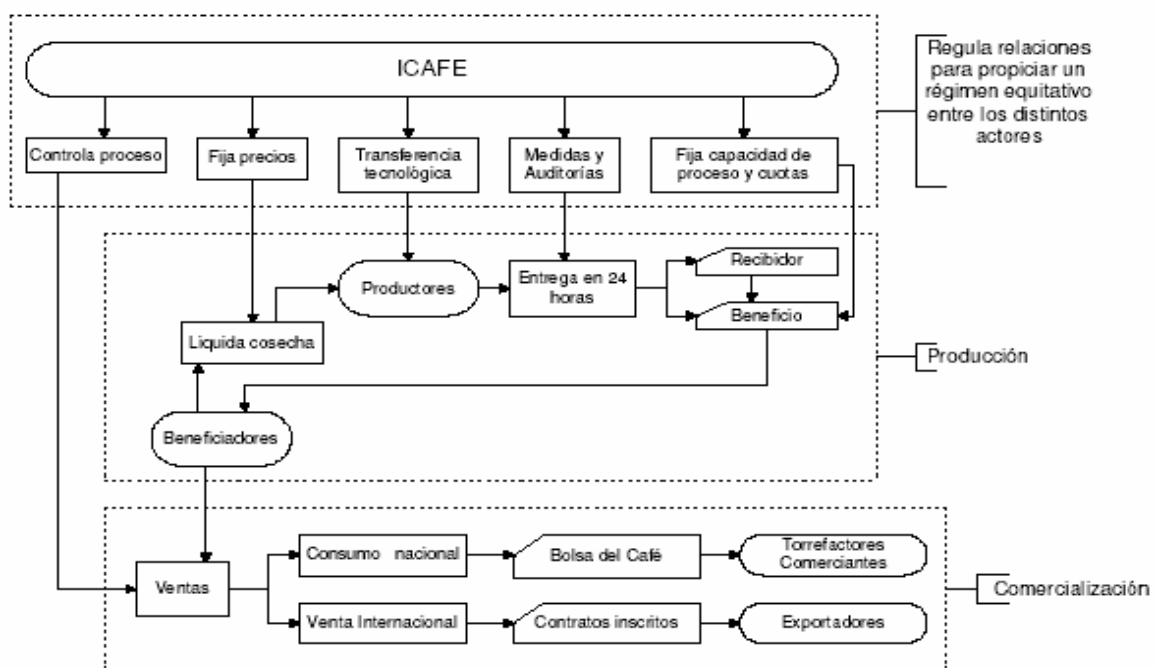 ICAFE
Regula relaciones
para propiciar un
régimen equitativo
entre los distintos
actores
Controla proceso
Fija precios
Transferencia
tecnológica
Medidas y
Auditorías
Fija capacidad de
proceso y cuotas
Productores
Entrega en 24
horas
Recibidor
Beneficio
Liquida cosecha
Producción
Beneficiadores
Ventas
Consumo nacional
Bolsa del Café
Torrefactores
Comerciantes
Comercialización
Venta Internacional
Contratos inscritos
Exportadores